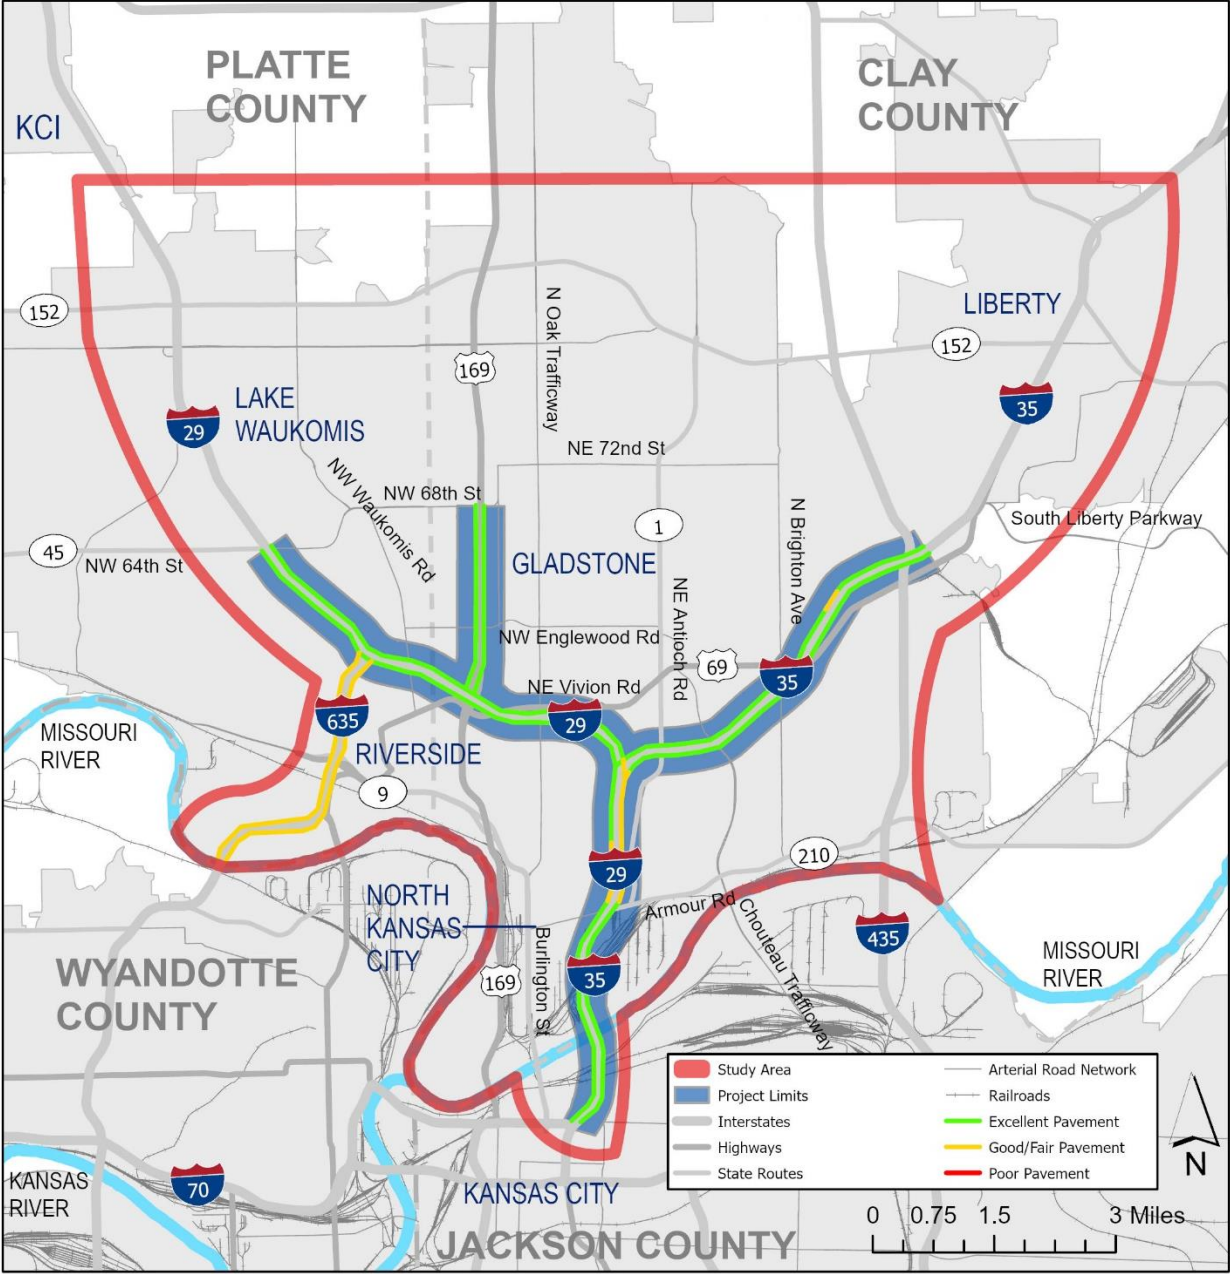 PLATTE
COUNTY
CLAY
COUNTY
KCI
152
LIBERTY
152
169
N Oak Trafficway
LAKE
WAUKOMIS
29
35
NE 72nd St
NW Waukomis Rd
NW 68th St
N Brighton Ave
South Liberty Parkway
1
45
NW 64th St
GLADSTONE
NE Antioch Rd
NW Englewood Rd
69
35
NE Vivion Rd
29
635
MISSOURI
RIVER
RIVERSIDE
9
210
29
NORTH
KANSAS
CITY
Armour Rd
Chouteau Trafficway
435
Burlington St
MISSOURI
RIVER
WYANDOTTE
COUNTY
169
35
Study Area
Project Limits
Interstates
Highways
State Routes
Arterial Road Network
Railroads
Excellent Pavement
Good/Fair Pavement
Poor Pavement
N
KANSAS
RIVER
70
KANSAS CITY
JACKSON COUNTY
0 0.75 1.5 3 Miles